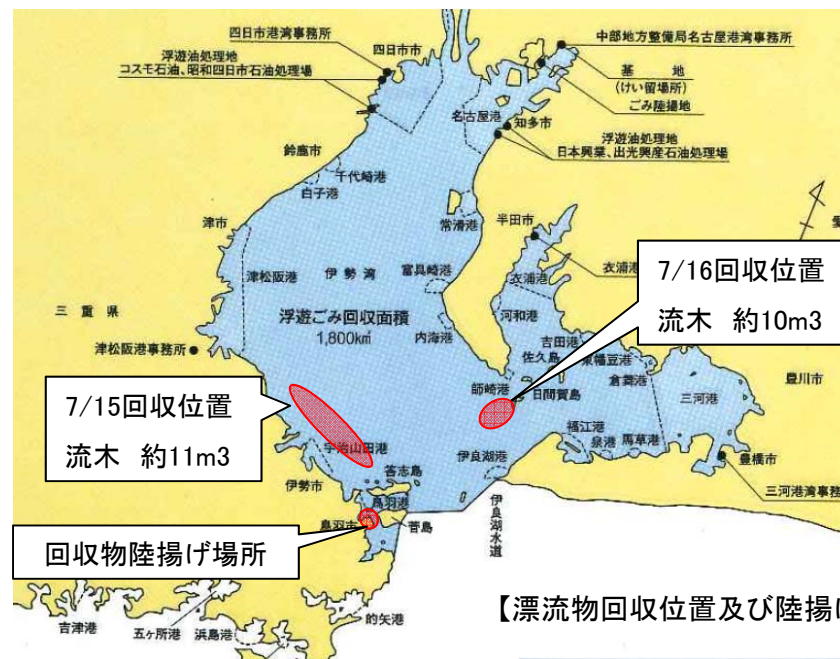 四日市港湾事務所
四日市市
浮遊油処理地
コスモ石油、昭和四日市石油処理場
中部地方整備局名古屋港湾事務所
基 地
(けい留場所)
ごみ陸揚地
名古屋港
知多市
浮遊油処理地
日本興業、出光興産石油処理場
鈴鹿市
千代崎港
白子港
津市
常滑港
半田市
衣浦港
衣浦港
津松阪港
伊勢湾
富具崎港
7/16回収位置
流木 約10m3
三重県
浮遊ごみ回収面積
1,800km²
河和港
内海港
吉田港
佐久島
東幡豆港
倉舞港
津松阪港事務所
師崎港
日間賀島
三河港
豊川市
7/15回収位置
流木 約11m3
宇治山田港
福江港
泉港
馬草港
伊良湖港
豊橋市
伊勢市
答志島
三河港湾事務
鳥羽港
鳥羽市
菅島
伊良湖水道
回収物陸揚げ場所
的矢港
吉津港
五ヶ所港
浜島港
【漂流物回収位置及び陸揚げ